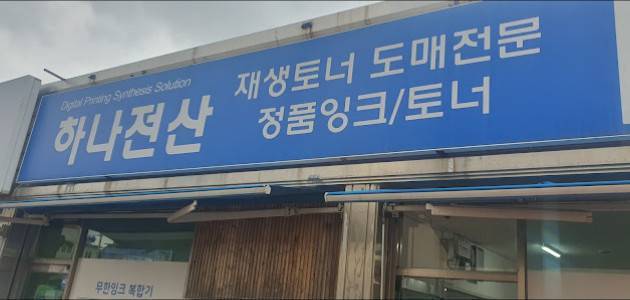 Digital Printing Synthesis Solution
하나전산
재생토너 도매전문
정품잉크/토너
무한잉크 복합기